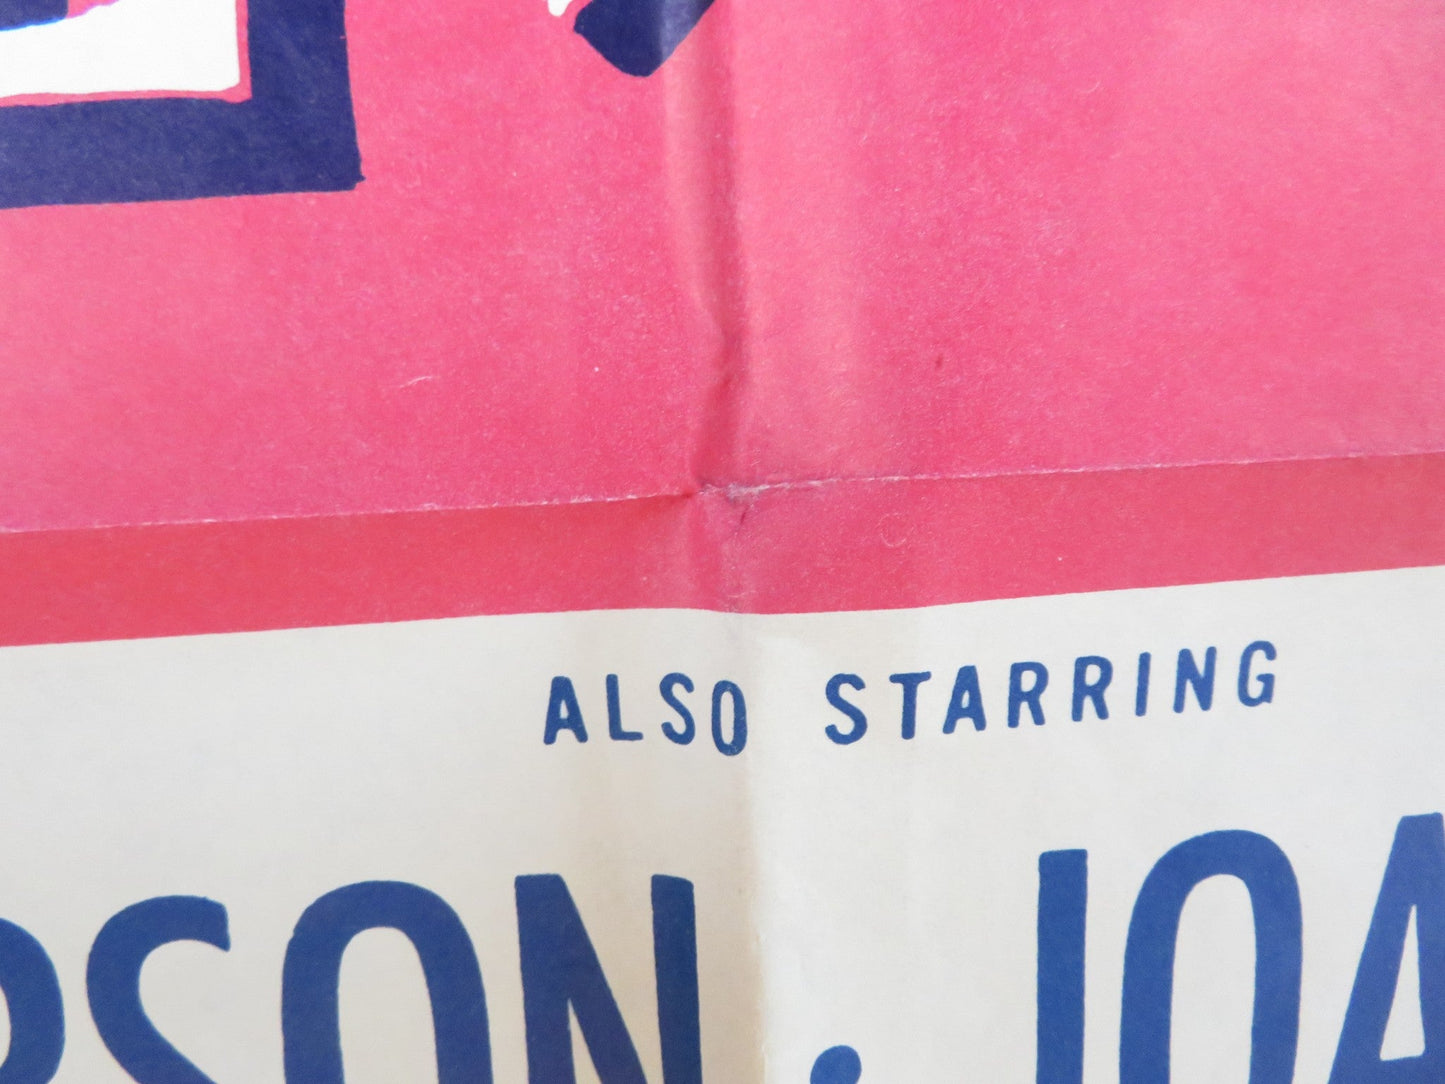 ALSO STARRING
RSON · JOA